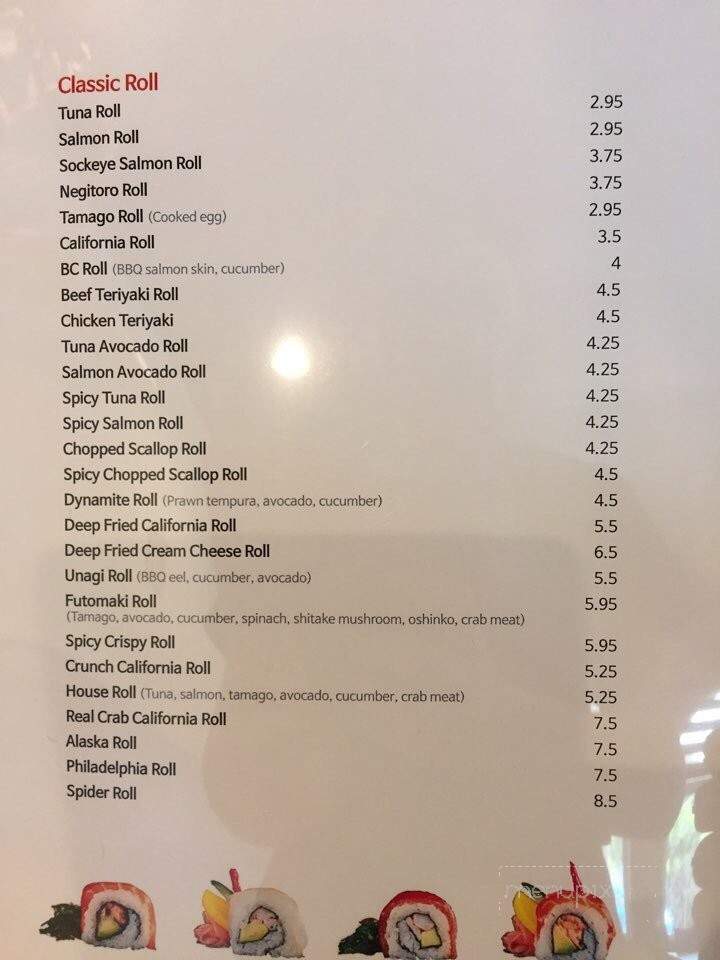 Classic Roll
Tuna Roll 2.95
Salmon Roll 2.95
Sockeye Salmon Roll 3.75
Negitoro Roll 3.75
Tamago Roll (Cooked egg) 2.95
California Roll 3.5
BC Roll (BBQ salmon skin, cucumber) 4
Beef Teriyaki Roll 4.5
Chicken Teriyaki 4.5
Tuna Avocado Roll 4.25
Salmon Avocado Roll 4.25
Spicy Tuna Roll 4.25
Spicy Salmon Roll 4.25
Chopped Scallop Roll 4.25
Spicy Chopped Scallop Roll 4.5
Dynamite Roll (Prawn tempura, avocado, cucumber) 4.5
Deep Fried California Roll 5.5
Deep Fried Cream Cheese Roll 6.5
Unagi Roll (BBQ eel, cucumber, avocado) 5.5
Futomaki Roll 5.95
(Tamago, avocado, cucumber, spinach, shitake mushroom, oshinko, crab meat)
Spicy Crispy Roll 5.95
Crunch California Roll 5.25
House Roll (Tuna, salmon, tamago, avocado, cucumber, crab meat) 5.25
Real Crab California Roll 7.5
Alaska Roll 7.5
Philadelphia Roll 7.5
Spider Roll 8.5
menupix